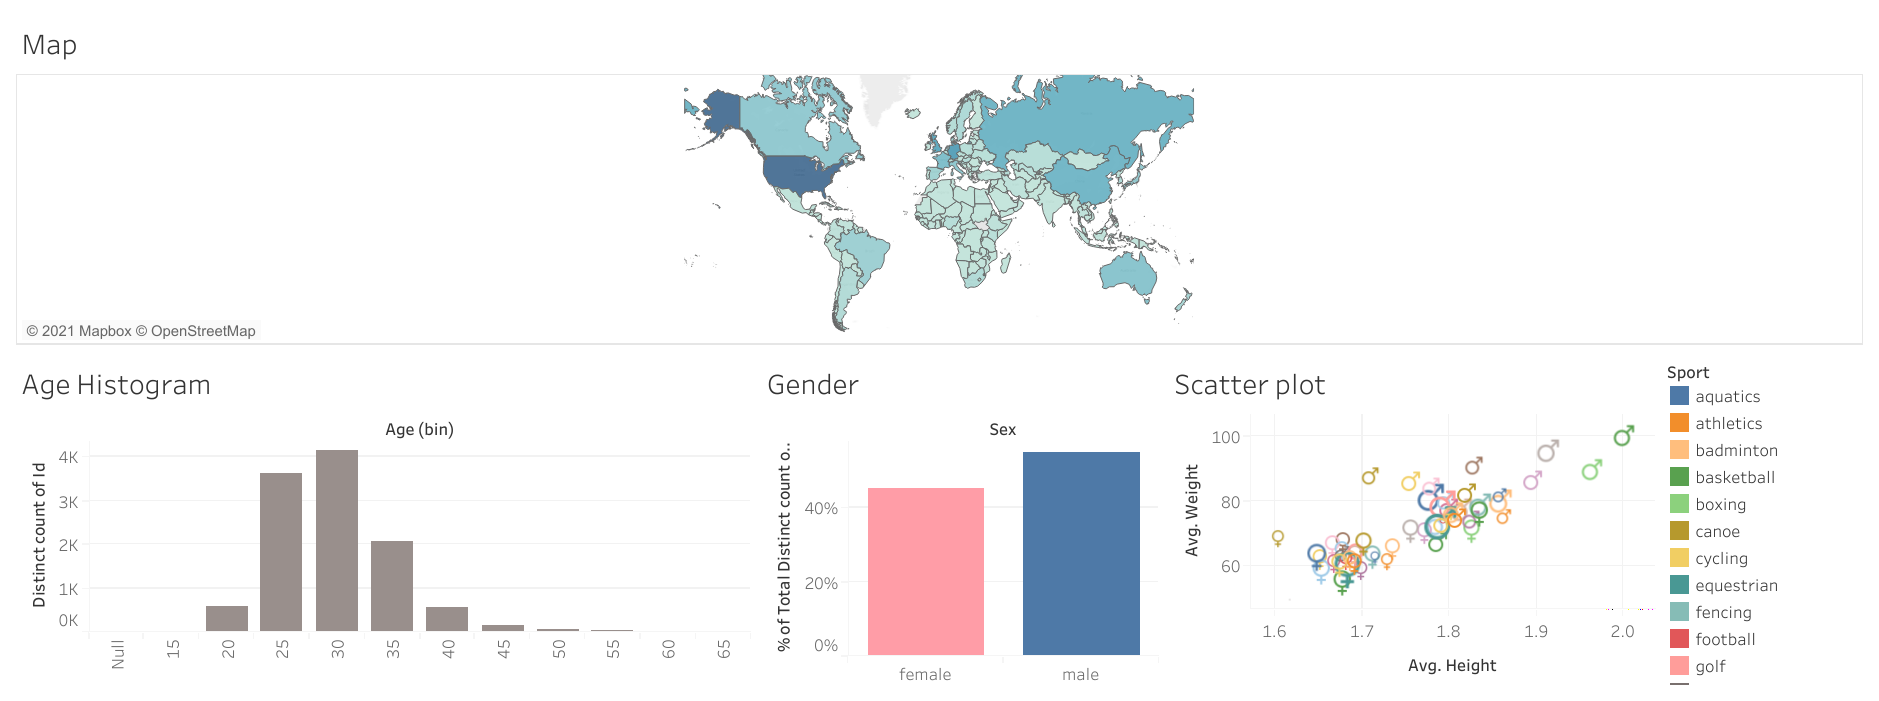 Map
© 2021 Mapbox © OpenStreetMap
Age Histogram
Age (bin)
Distinct count of Id
4K
3K
2K
1K
0K
Null
15
20
25
30
35
40
45
50
55
60
65
Gender
Sex
% of Total Distinct count o..
40%
20%
0%
female
male
Scatter plot
Avg. Weight
100
80
60
1.6
1.7
1.8
1.9
2.0
Avg. Height
Sport
aquatics
athletics
badminton
basketball
boxing
canoe
cycling
equestrian
fencing
football
golf